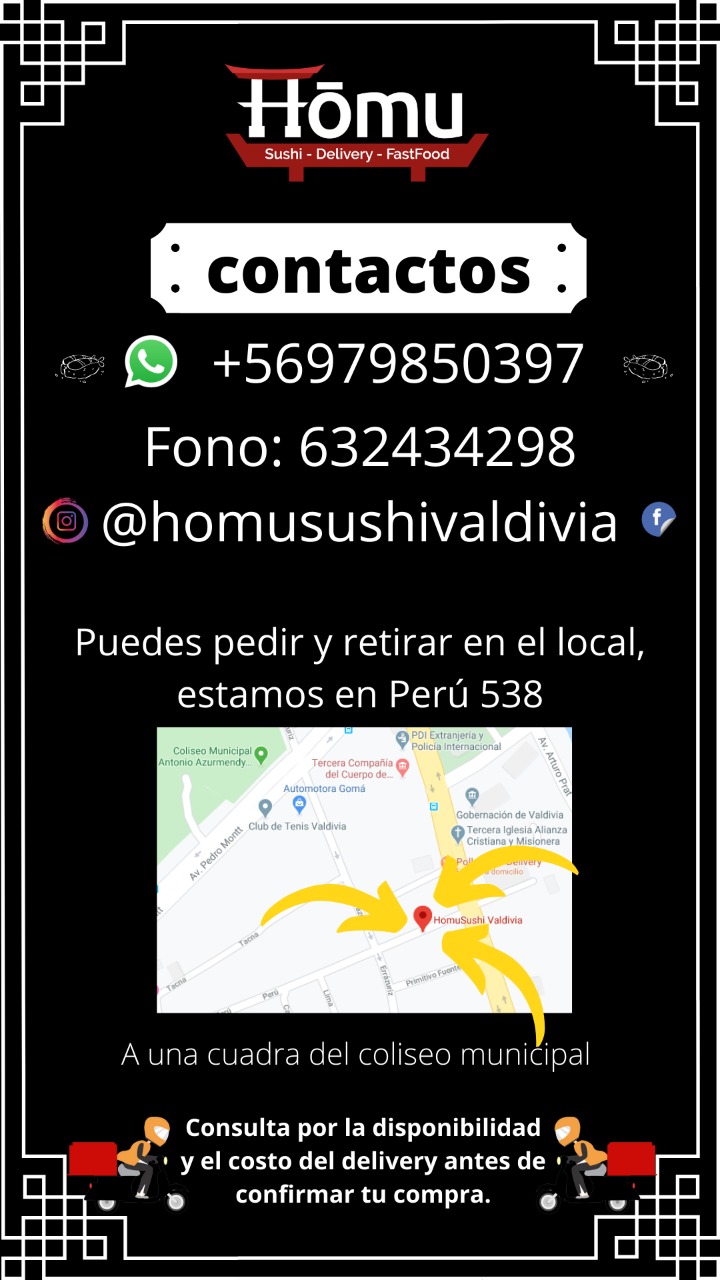 Hōmu
Sushi - Delivery - FastFood
contactos
+56979850397
Fono: 632434298
@homusushivaldivia
Puedes pedir y retirar en el local,
estamos en Perú 538
PDI Extranjería y
Policía Internacional
Coliseo Municipal
Antonio Azurmendy...
Tercera Compañía
del Cuerpo de...
Av. Arturo Prat
Automotora Gomá
Club de Tenis Valdivia
Gobernación de Valdivia
Tercera Iglesia Alianza
Cristiana y Misionera
Av. Pedro Montt
HomuSushi Valdivia
Tacna
Tacna
Errázuriz
Primitivo Fuente
Perú
Lima
A una cuadra del coliseo municipal
Consulta por la disponibilidad
y el costo del delivery antes de
confirmar tu compra.